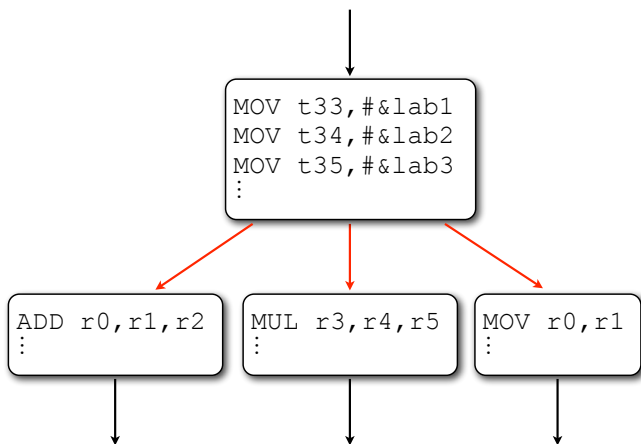 MOV t33,#&lab1
MOV t34,#&lab2
MOV t35,#&lab3
⋮
ADD r0,r1,r2
⋮
MUL r3,r4,r5
⋮
MOV r0,r1
⋮